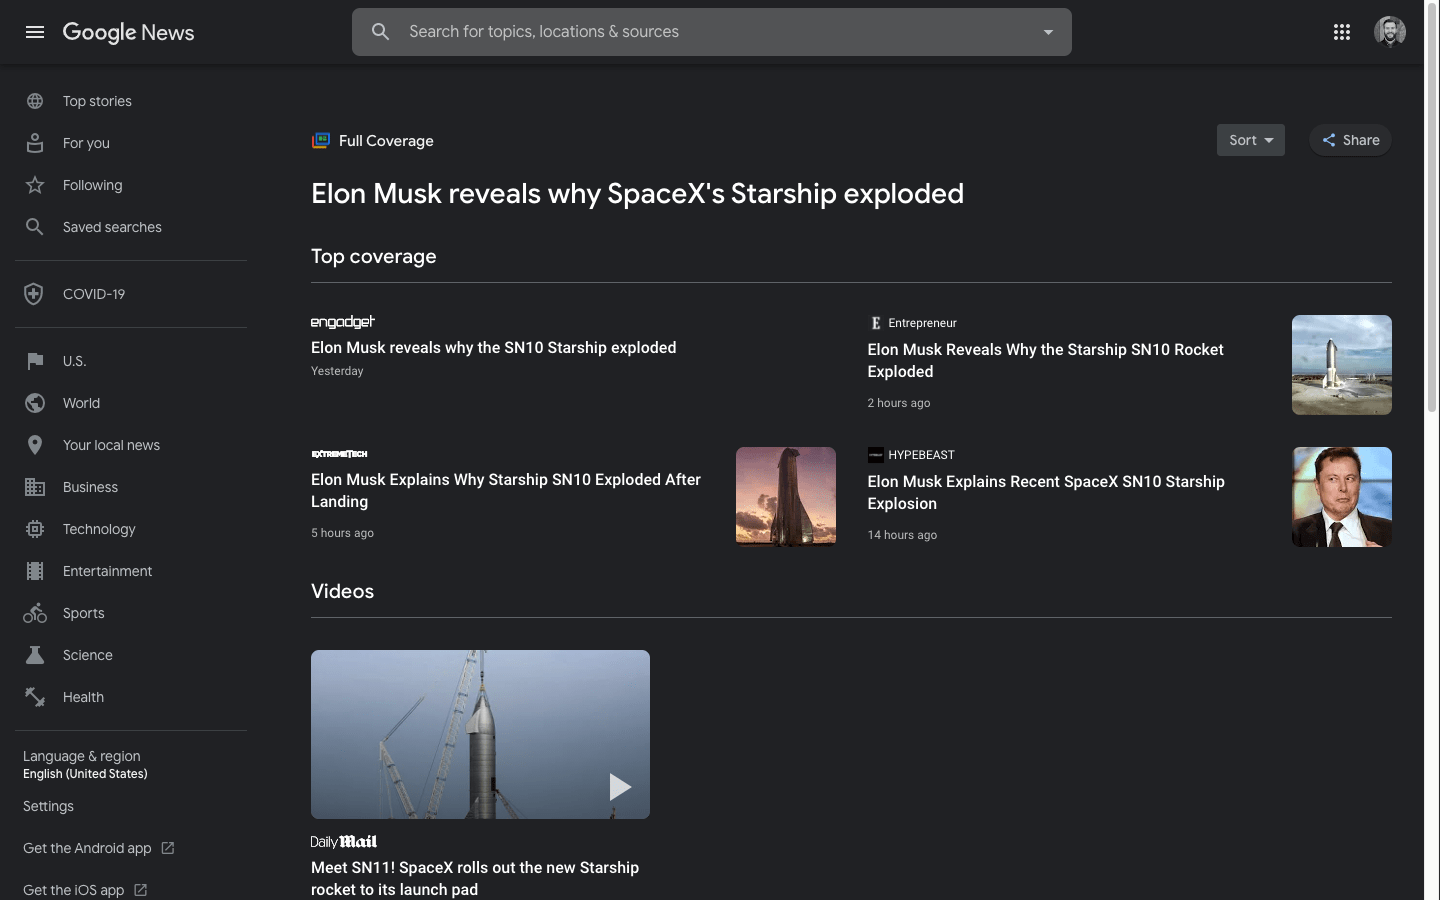 Google News
Search for topics, locations & sources
Top stories
For you
Following
Saved searches
COVID-19
U.S.
World
Your local news
Business
Technology
Entertainment
Sports
Science
Health
Language & region
English (United States)
Settings
Get the Android app
Get the iOS app
Full Coverage
Sort
Share
Elon Musk reveals why SpaceX's Starship exploded
Top coverage
engadget
Elon Musk reveals why the SN10 Starship exploded
Yesterday
E Entrepreneur
Elon Musk Reveals Why the Starship SN10 Rocket
Exploded
2 hours ago
EXTREMETECH
Elon Musk Explains Why Starship SN10 Exploded After
Landing
5 hours ago
HYPEBEAST
Elon Musk Explains Recent SpaceX SN10 Starship
Explosion
14 hours ago
Videos
Daily Mail
Meet SN11! SpaceX rolls out the new Starship
rocket to its launch pad